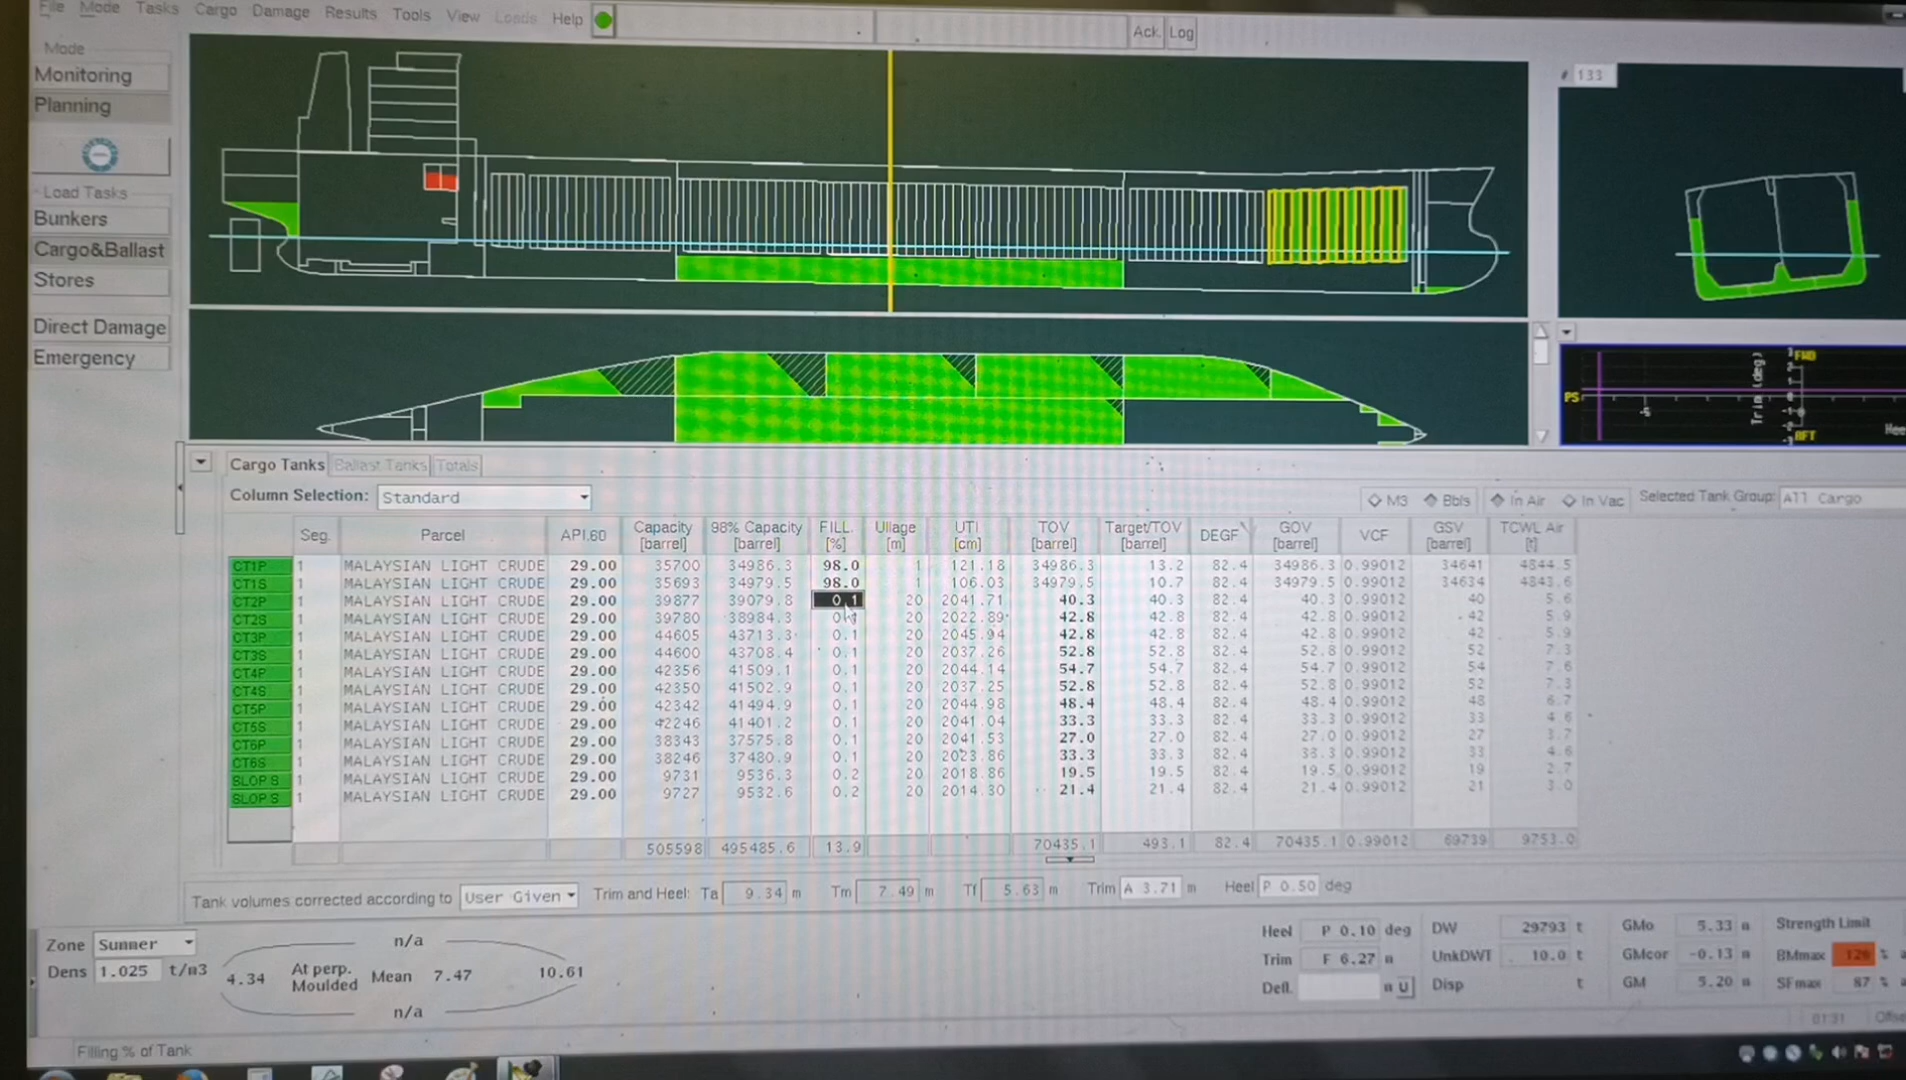 File Mode Tasks Cargo Damage Results Tools View Loads Help
Ack. Log
Mode
Monitoring
Planning
Load Tasks
Bunkers
Cargo&Ballast
Stores
Direct Damage
Emergency
# 133
Trim (deg)
FWD
PS
AFT
Hee
Cargo Tanks Ballast Tanks Totals
Column Selection: Standard
M3 Bbls In Air In Vac Selected Tank Group: All Cargo
Seg. Parcel API.60 Capacity [barrel] 98% Capacity [barrel] FILL. [%] Ullage [m] UTI [cm] TOV [barrel] Target/TOV [barrel] DEGF GOV [barrel] VCF GSV [barrel] TCWL Air [t]
CT1P 1 MALAYSIAN LIGHT CRUDE 29.00 35700 34986.3 98.0 1 121.18 34986.3 13.2 82.4 34986.3 0.99012 34641 4844.5
CT1S 1 MALAYSIAN LIGHT CRUDE 29.00 35693 34979.5 98.0 1 106.03 34979.5 10.7 82.4 34979.5 0.99012 34634 4843.6
CT2P 1 MALAYSIAN LIGHT CRUDE 29.00 39877 39079.8 0.1 20 2041.71 40.3 40.3 82.4 40.3 0.99012 40 5.6
CT2S 1 MALAYSIAN LIGHT CRUDE 29.00 39780 38984.3 0.1 20 2022.89 42.8 42.8 82.4 42.8 0.99012 42 5.9
CT3P 1 MALAYSIAN LIGHT CRUDE 29.00 44605 43713.3 0.1 20 2045.94 42.8 42.8 82.4 42.8 0.99012 42 5.9
CT3S 1 MALAYSIAN LIGHT CRUDE 29.00 44600 43708.4 0.1 20 2037.26 52.8 52.8 82.4 52.8 0.99012 52 7.3
CT4P 1 MALAYSIAN LIGHT CRUDE 29.00 42356 41509.1 0.1 20 2044.14 54.7 54.7 82.4 54.7 0.99012 54 7.6
CT4S 1 MALAYSIAN LIGHT CRUDE 29.00 42350 41502.9 0.1 20 2037.25 52.8 52.8 82.4 52.8 0.99012 52 7.3
CT5P 1 MALAYSIAN LIGHT CRUDE 29.00 42342 41494.9 0.1 20 2044.98 48.4 48.4 82.4 48.4 0.99012 48 6.7
CT5S 1 MALAYSIAN LIGHT CRUDE 29.00 42246 41401.2 0.1 20 2041.04 33.3 33.3 82.4 33.3 0.99012 33 4.6
CT6P 1 MALAYSIAN LIGHT CRUDE 29.00 38343 37575.8 0.1 20 2041.53 27.0 27.0 82.4 27.0 0.99012 27 3.7
CT6S 1 MALAYSIAN LIGHT CRUDE 29.00 38246 37480.9 0.1 20 2023.86 33.3 33.3 82.4 33.3 0.99012 33 4.6
SLOP S 1 MALAYSIAN LIGHT CRUDE 29.00 9731 9536.3 0.2 20 2018.86 19.5 19.5 82.4 19.5 0.99012 19 2.7
SLOP S 1 MALAYSIAN LIGHT CRUDE 29.00 9727 9532.6 0.2 20 2014.30 21.4 21.4 82.4 21.4 0.99012 21 3.0
505598 495485.6 13.9 70435.1 493.1 82.4 70435.1 0.99012 69739 9753.0
Tank volumes corrected according to User Given Trim and Heel: Ta 9.34 m Tm 7.49 m Tf 5.63 m Trim A 3.71 m Heel P 0.50 deg
Zone Summer
Dens 1.025 t/m3
n/a
4.34 At perp. Moulded Mean 7.47 10.61
n/a
Heel P 0.10 deg DW 29793 t GMo 5.33 m Strength Limit
Trim F 6.27 m UnkDWT 10.0 t GMcor -0.13 m BMmax 126 %
Defl. m U Disp t GM 5.20 m SFmax 87 %
01:31 Offse
Filling % of Tank